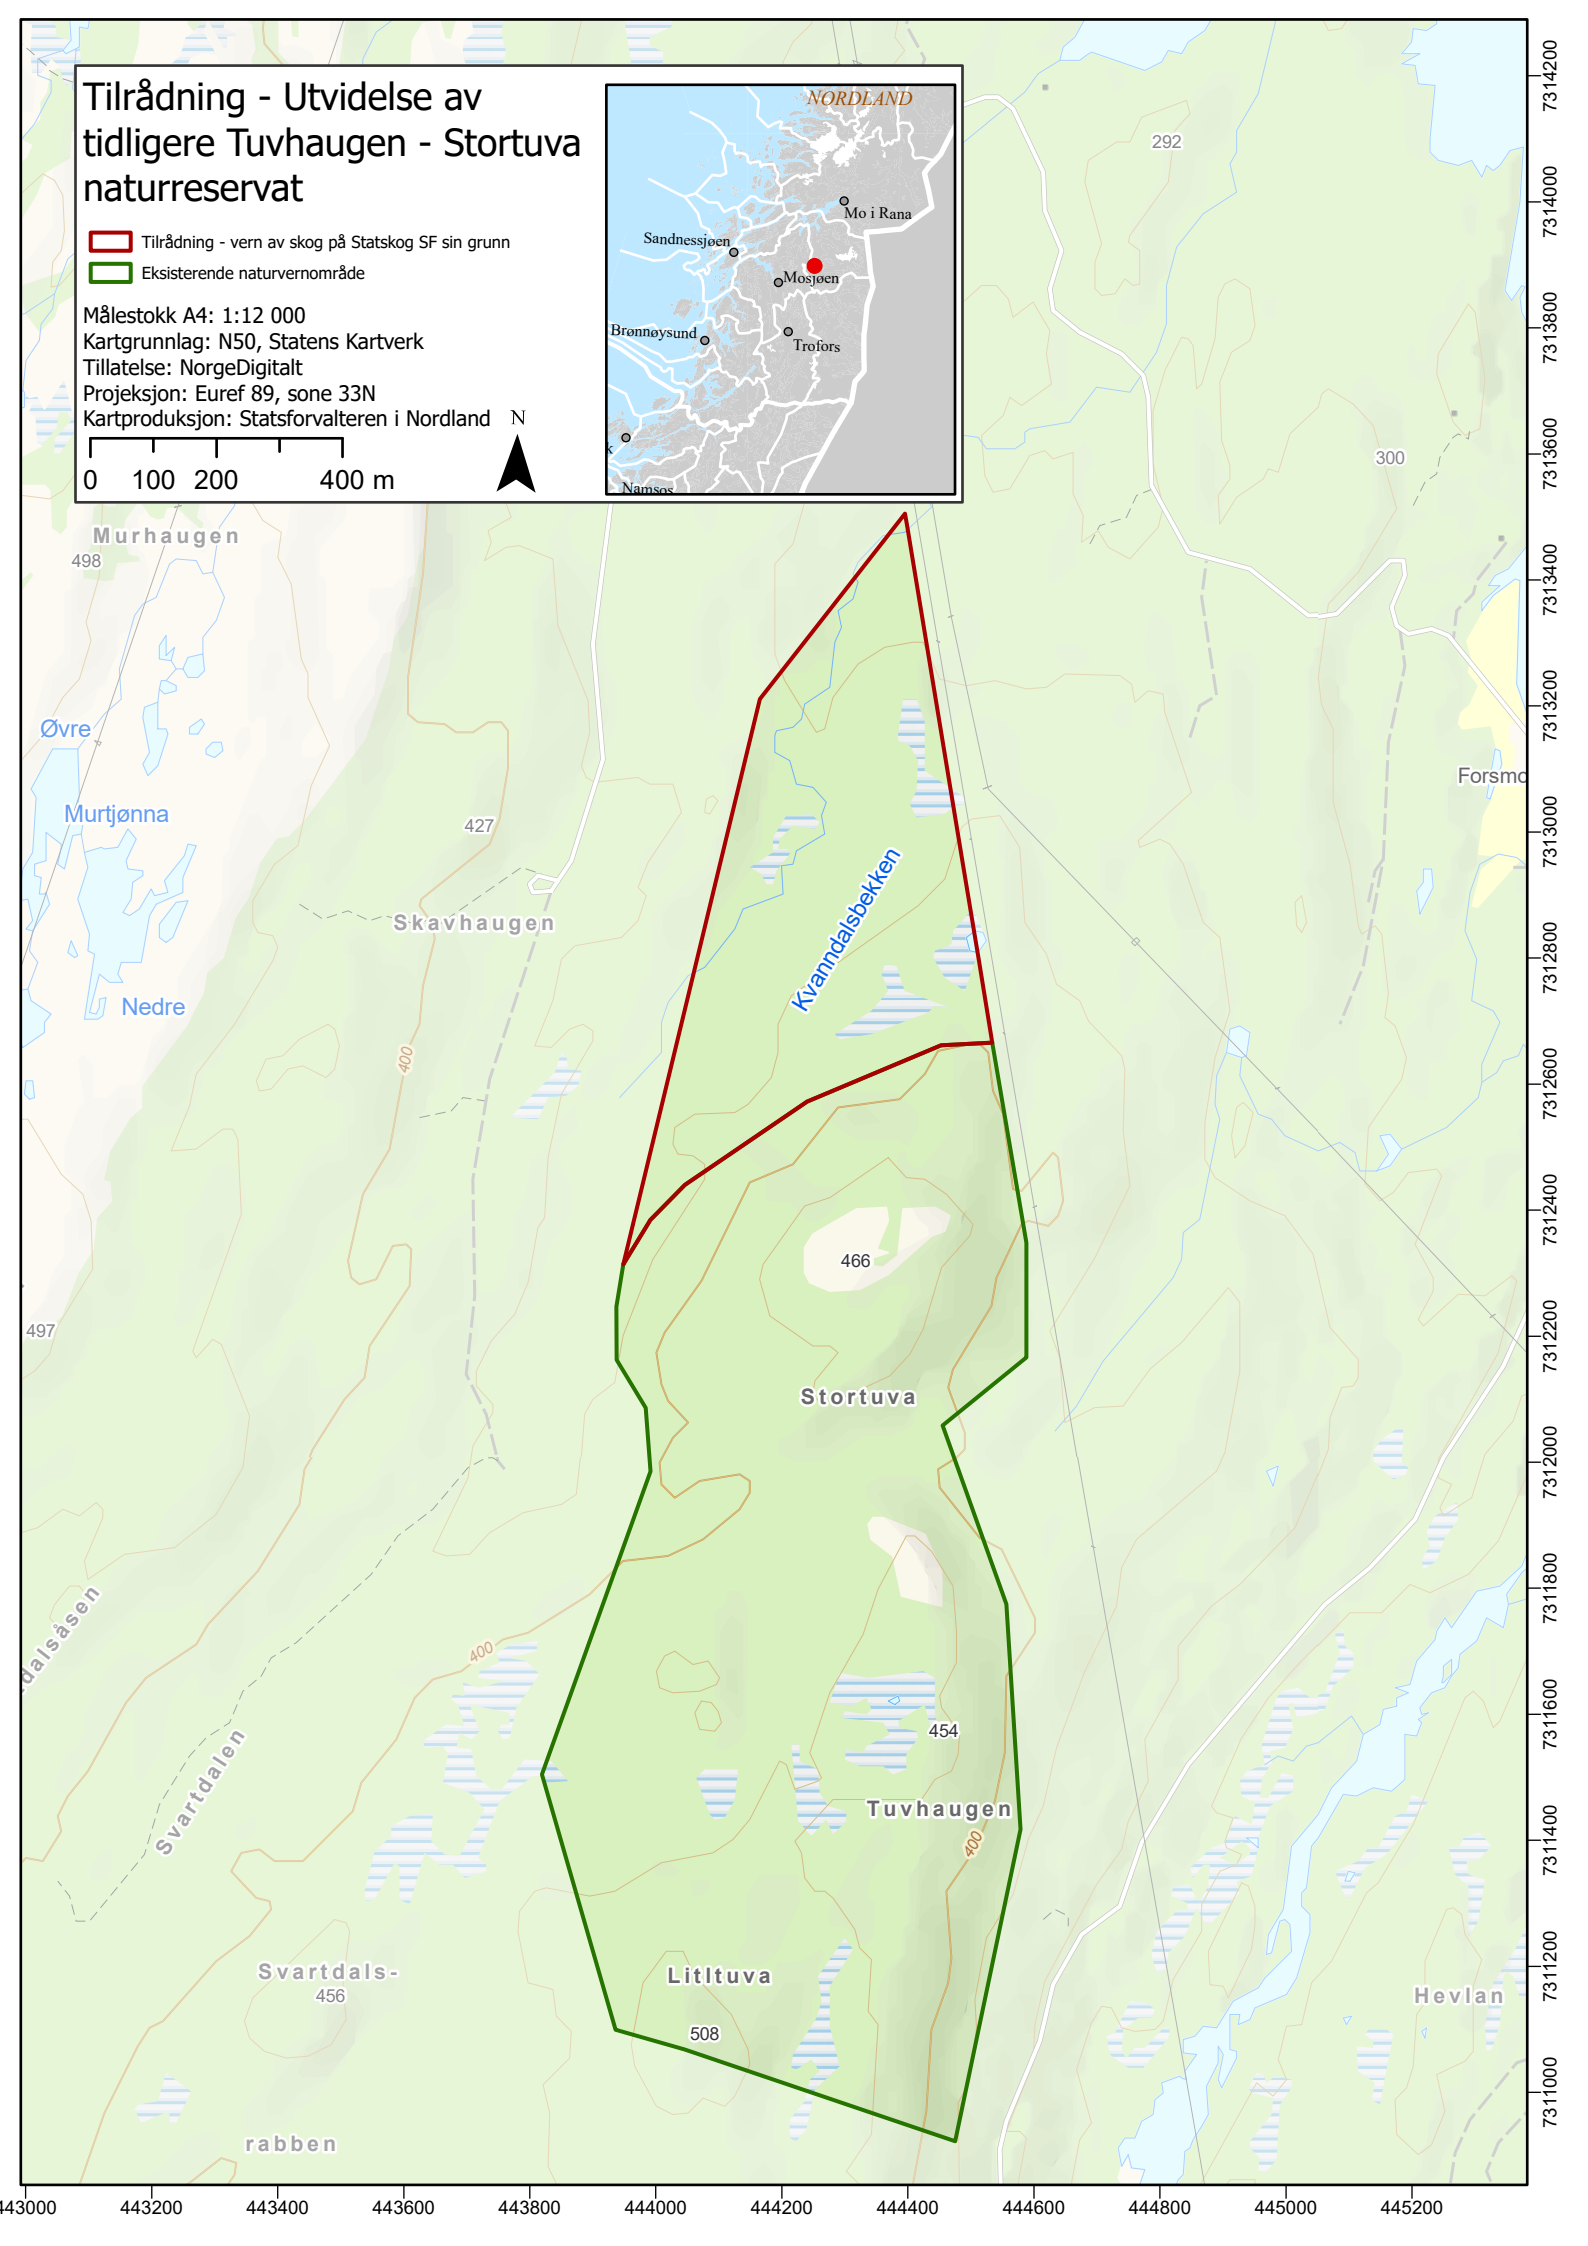 Tilrådning - Utvidelse av
tidligere Tuvhaugen - Stortuva
naturreservat
Tilrådning - vern av skog på Statskog SF sin grunn
Eksisterende naturvernområde
Målestokk A4: 1:12 000
Kartgrunnlag: N50, Statens Kartverk
Tillatelse: NorgeDigitalt
Projeksjon: Euref 89, sone 33N
Kartproduksjon: Statsforvalteren i Nordland
N
0 100 200 400 m
NORDLAND
Mo i Rana
Sandnessjøen
Mosjøen
Brønnøysund
Trofors
k
Namsos
292
300
Murhaugen
498
Øvre
Murtjønna
Nedre
427
Skavhaugen
400
Kvanndalsbekken
Forsmo
497
466
Stortuva
dalsåsen
400
Svartdalen
454
Tuvhaugen
400
Litltuva
508
Svartdals-
456
rabben
Hevlan
7314200
7314000
7313800
7313600
7313400
7313200
7313000
7312800
7312600
7312400
7312200
7312000
7311800
7311600
7311400
7311200
7311000
443000 443200 443400 443600 443800 444000 444200 444400 444600 444800 445000 445200